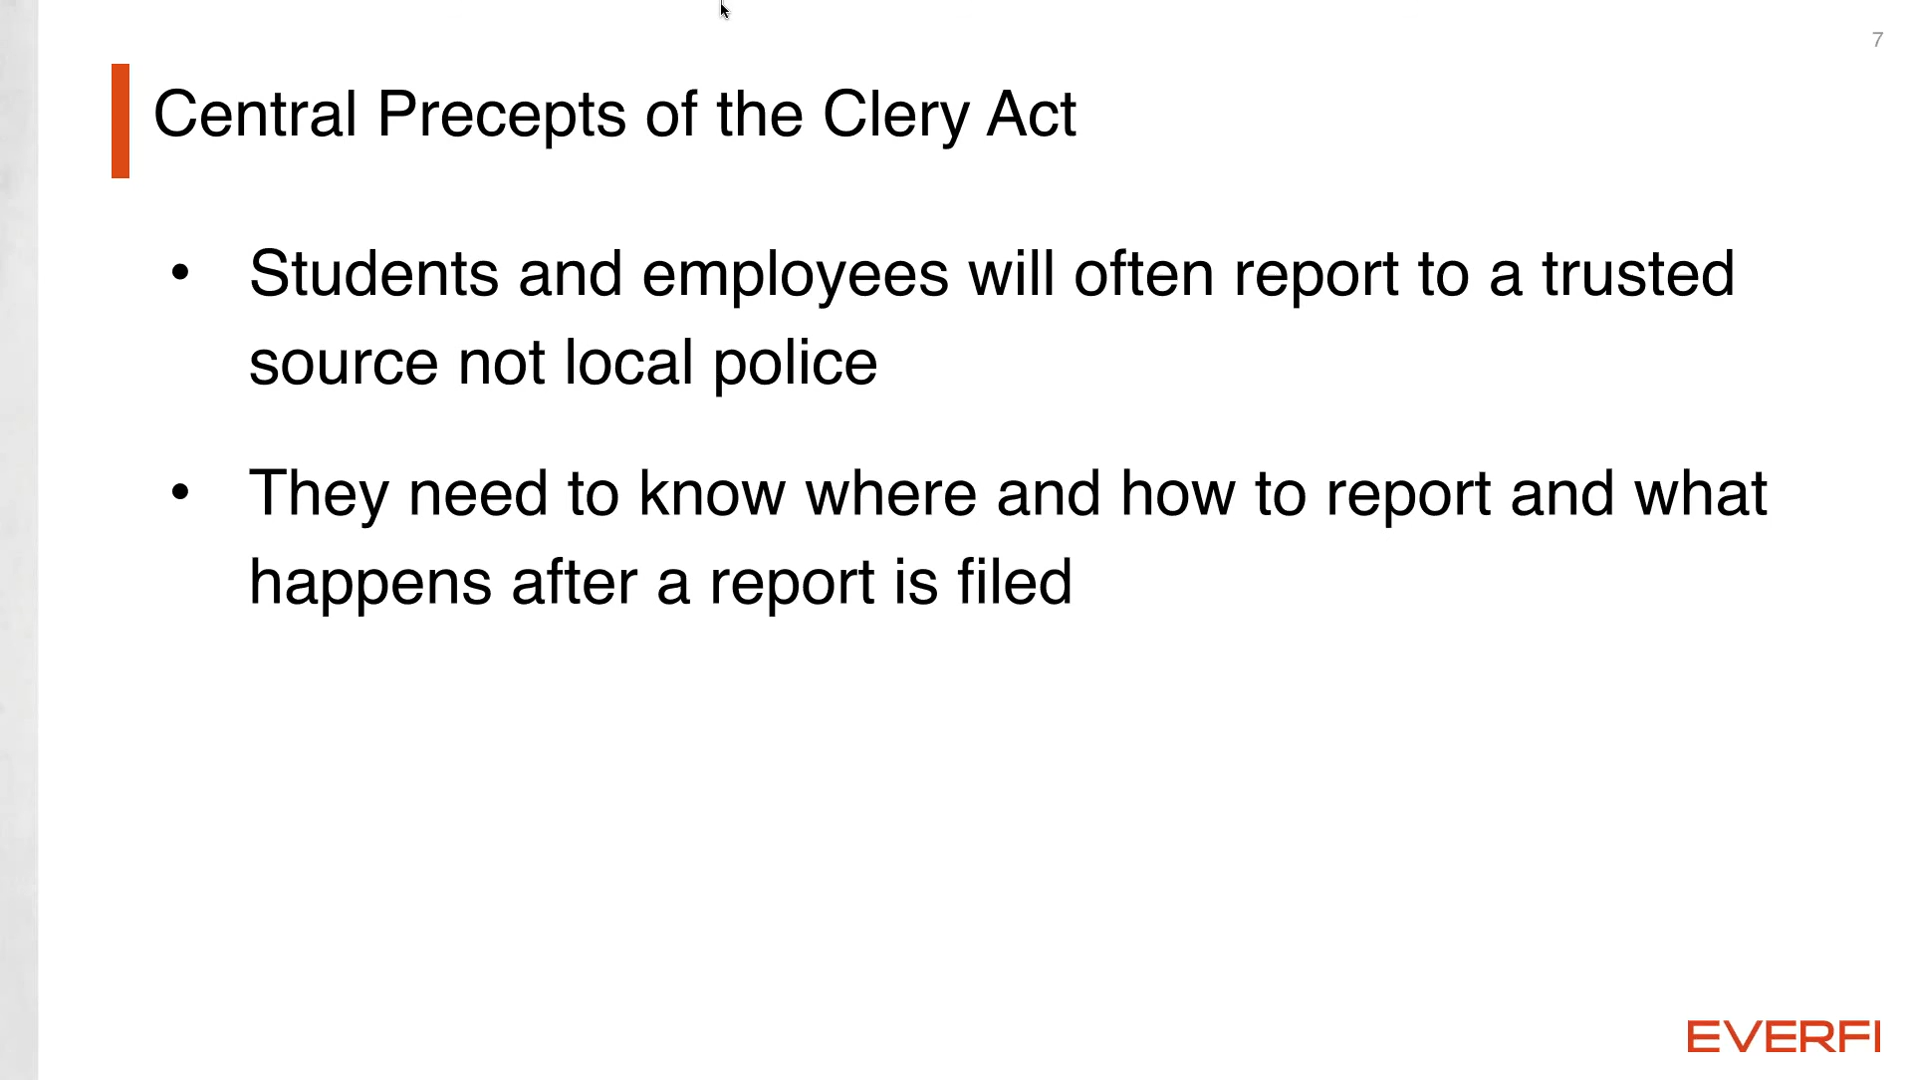 7
Central Precepts of the Clery Act
• Students and employees will often report to a trusted
source not local police
• They need to know where and how to report and what
happens after a report is filed
EVERFI